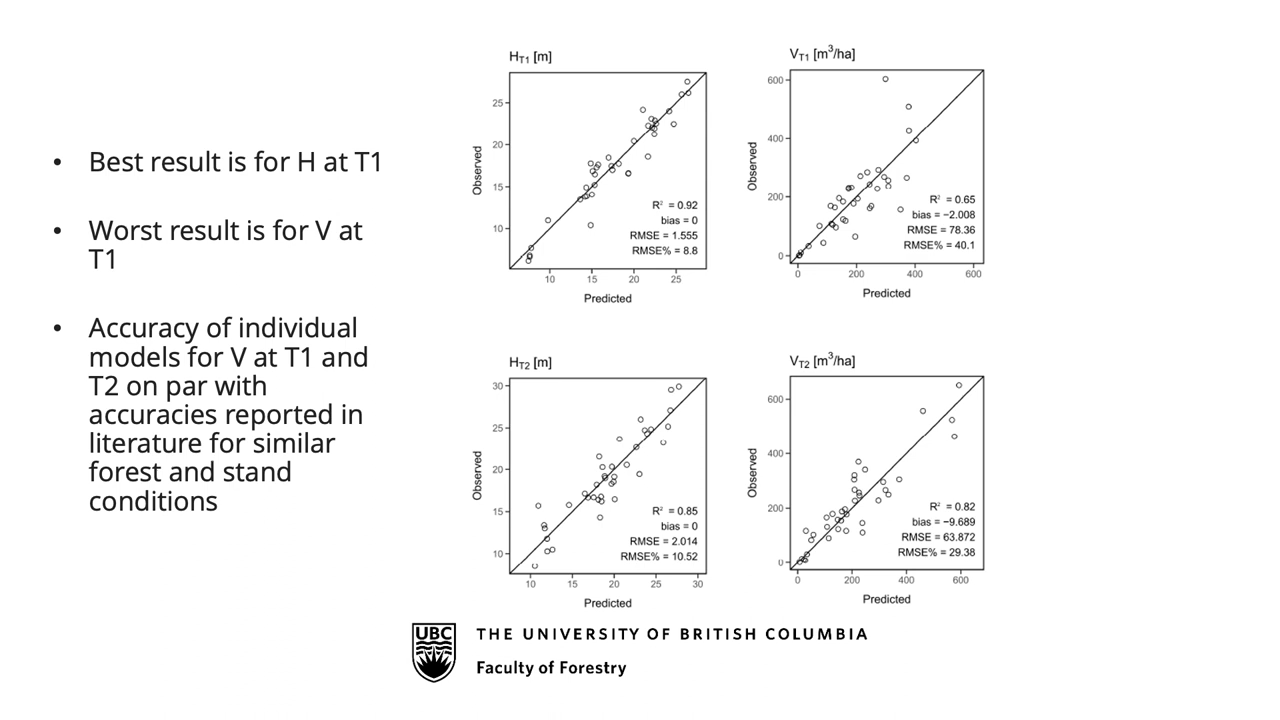 • Best result is for H at T1
• Worst result is for V at
T1
• Accuracy of individual
models for V at T1 and
T2 on par with
accuracies reported in
literature for similar
forest and stand
conditions
H_T1 [m]
Observed
25
20
15
10
R² = 0.92
bias = 0
RMSE = 1.555
RMSE% = 8.8
10 15 20 25
Predicted
V_T1 [m³/ha]
Observed
600
400
200
0
R² = 0.65
bias = −2.008
RMSE = 78.36
RMSE% = 40.1
0 200 400 600
Predicted
H_T2 [m]
Observed
30
25
20
15
10
R² = 0.85
bias = 0
RMSE = 2.014
RMSE% = 10.52
10 15 20 25 30
Predicted
V_T2 [m³/ha]
Observed
600
400
200
0
R² = 0.82
bias = −9.689
RMSE = 63.872
RMSE% = 29.38
0 200 400 600
Predicted
UBC
THE UNIVERSITY OF BRITISH COLUMBIA
Faculty of Forestry